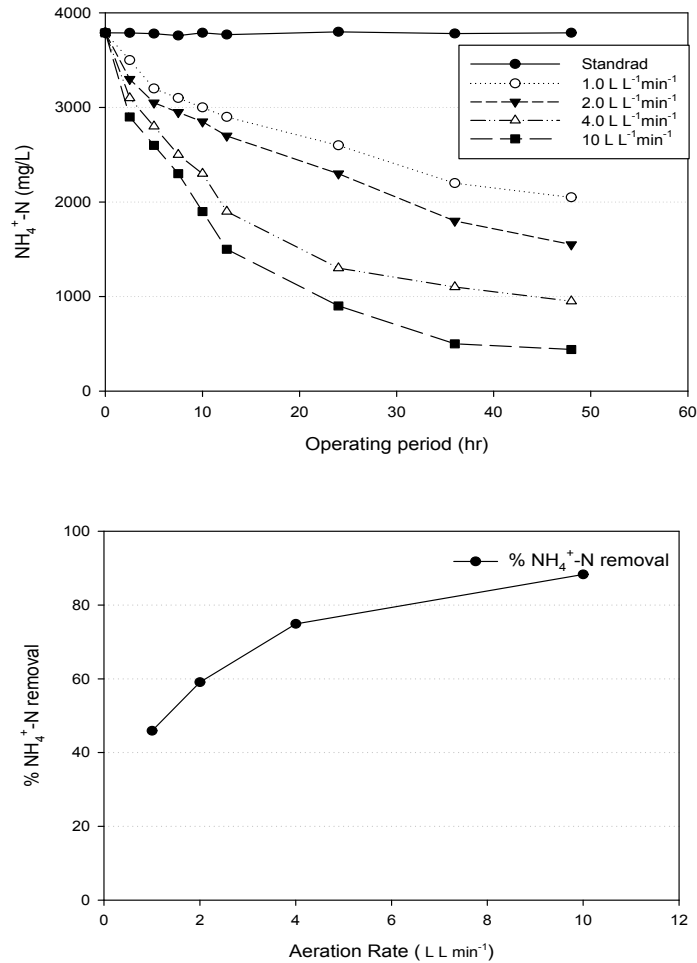 4000
3000
2000
1000
0
NH₄⁺-N (mg/L)
Standrad
1.0 L L⁻¹min⁻¹
2.0 L L⁻¹min⁻¹
4.0 L L⁻¹min⁻¹
10 L L⁻¹min⁻¹
0 10 20 30 40 50 60
Operating period (hr)
100
80
60
40
20
0
% NH₄⁺-N removal
% NH₄⁺-N removal
0 2 4 6 8 10 12
Aeration Rate ( L L min⁻¹)